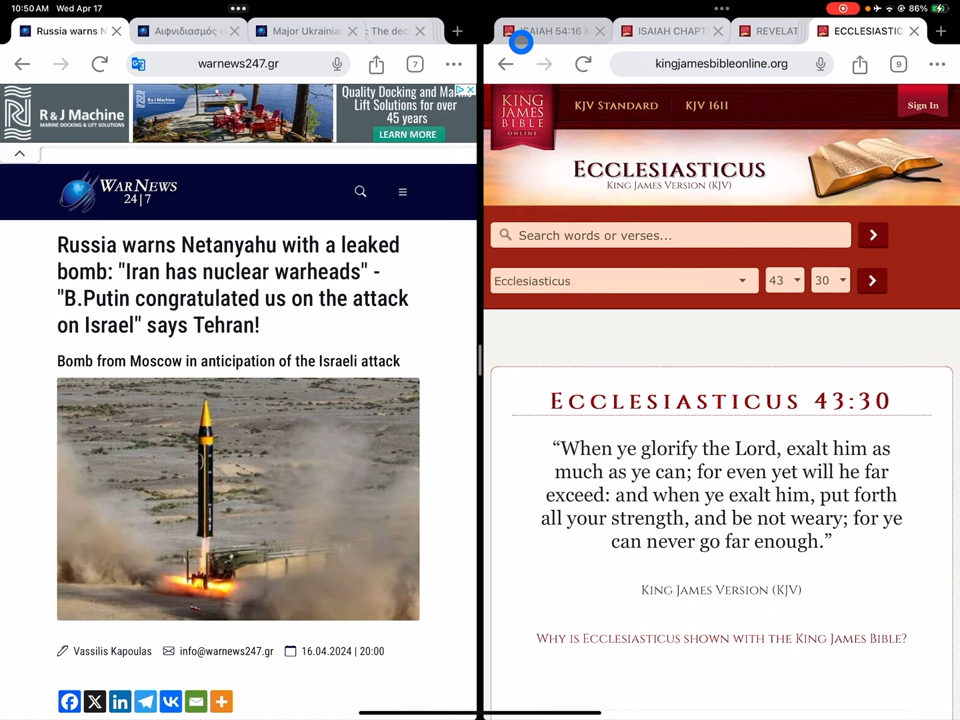 10:50 AM Wed Apr 17
86%
Russia warns N
Αιφνιδιασμός
Major Ukrainia
: The dec
ISAIAH 54:16
ISAIAH CHAPT
REVELAT
ECCLESIASTIC
warnews247.gr
7
kingjamesbibleonline.org
9
R & J Machine
MARINE DOCKING & LIFT SOLUTIONS
R & J Machine
Quality Docking and Marine
Lift Solutions for over
45 years
LEARN MORE
KING
JAMES
BIBLE
ONLINE
KJV STANDARD
KJV 1611
Sign In
ECCLESIASTICUS
KING JAMES VERSION (KJV)
WARNEWS
24|7
Search words or verses...
Ecclesiasticus
43
30
Russia warns Netanyahu with a leaked
bomb: "Iran has nuclear warheads" -
"B.Putin congratulated us on the attack
on Israel" says Tehran!
Bomb from Moscow in anticipation of the Israeli attack
Vassilis Kapoulas
info@warnews247.gr
16.04.2024 | 20:00
ECCLESIASTICUS 43:30
“When ye glorify the Lord, exalt him as
much as ye can; for even yet will he far
exceed: and when ye exalt him, put forth
all your strength, and be not weary; for ye
can never go far enough.”
KING JAMES VERSION (KJV)
WHY IS ECCLESIASTICUS SHOWN WITH THE KING JAMES BIBLE?